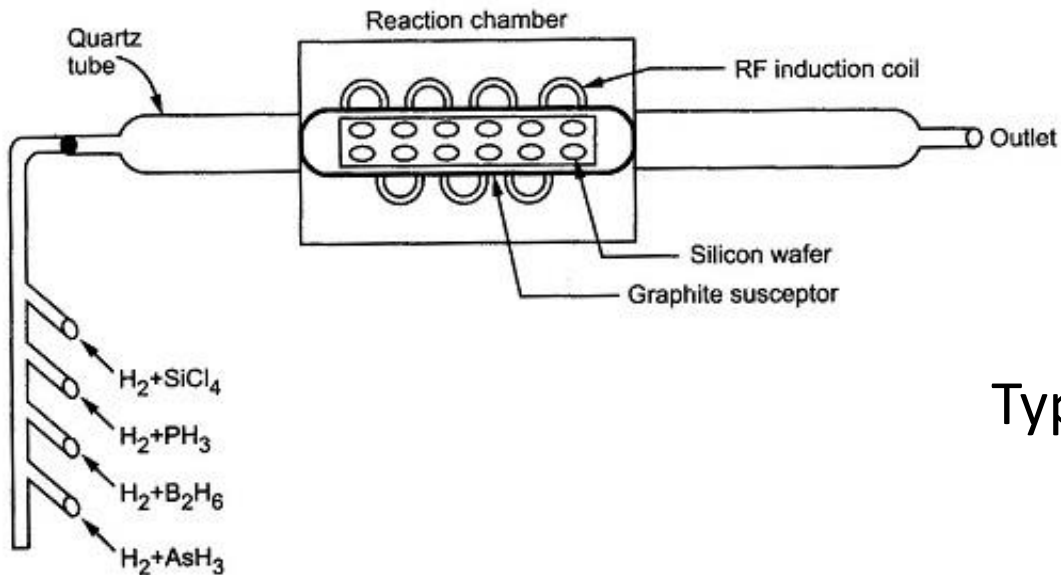 Reaction chamber
Quartz
tube
RF induction coil
Outlet
Silicon wafer
Graphite susceptor
H₂+SiCl₄
H₂+PH₃
H₂+B₂H₆
H₂+AsH₃
Typ